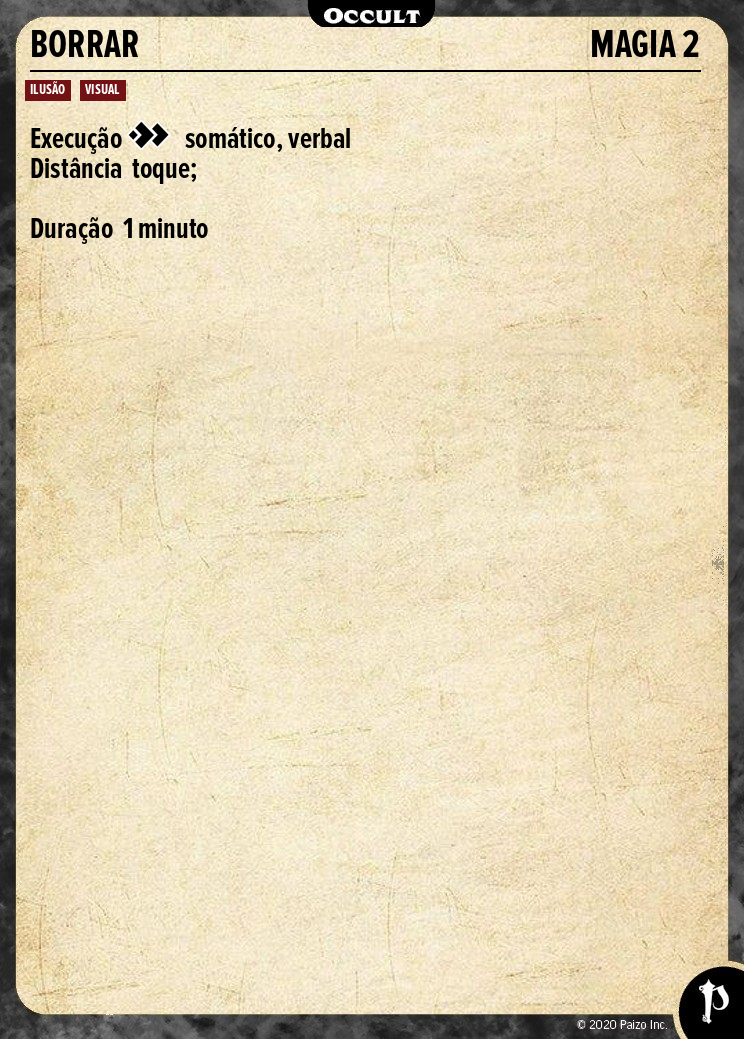 OCCULT
BORRAR MAGIA 2
ILUSÃO VISUAL
Execução somático, verbal
Distância toque;
Duração 1 minuto
© 2020 Paizo Inc.
P